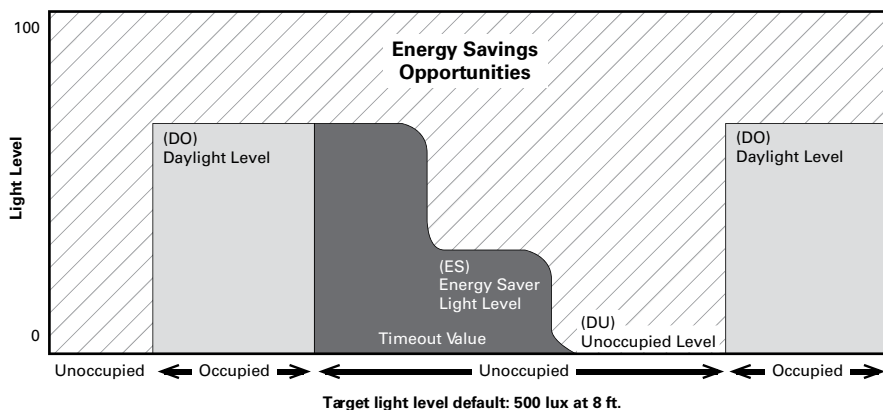 100
Energy Savings
Opportunities
(DO)
Daylight Level
(DO)
Daylight Level
Light Level
(ES)
Energy Saver
Light Level
(DU)
Unoccupied Level
Timeout Value
0
Unoccupied
Occupied
Unoccupied
Occupied
Target light level default: 500 lux at 8 ft.